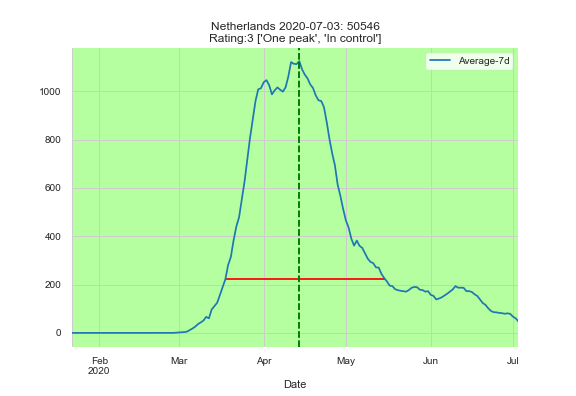 Netherlands 2020-07-03: 50546
Rating:3 ['One peak', 'In control']
Average-7d
1000
800
600
400
200
0
Feb Mar Apr May Jun Jul
2020
Date